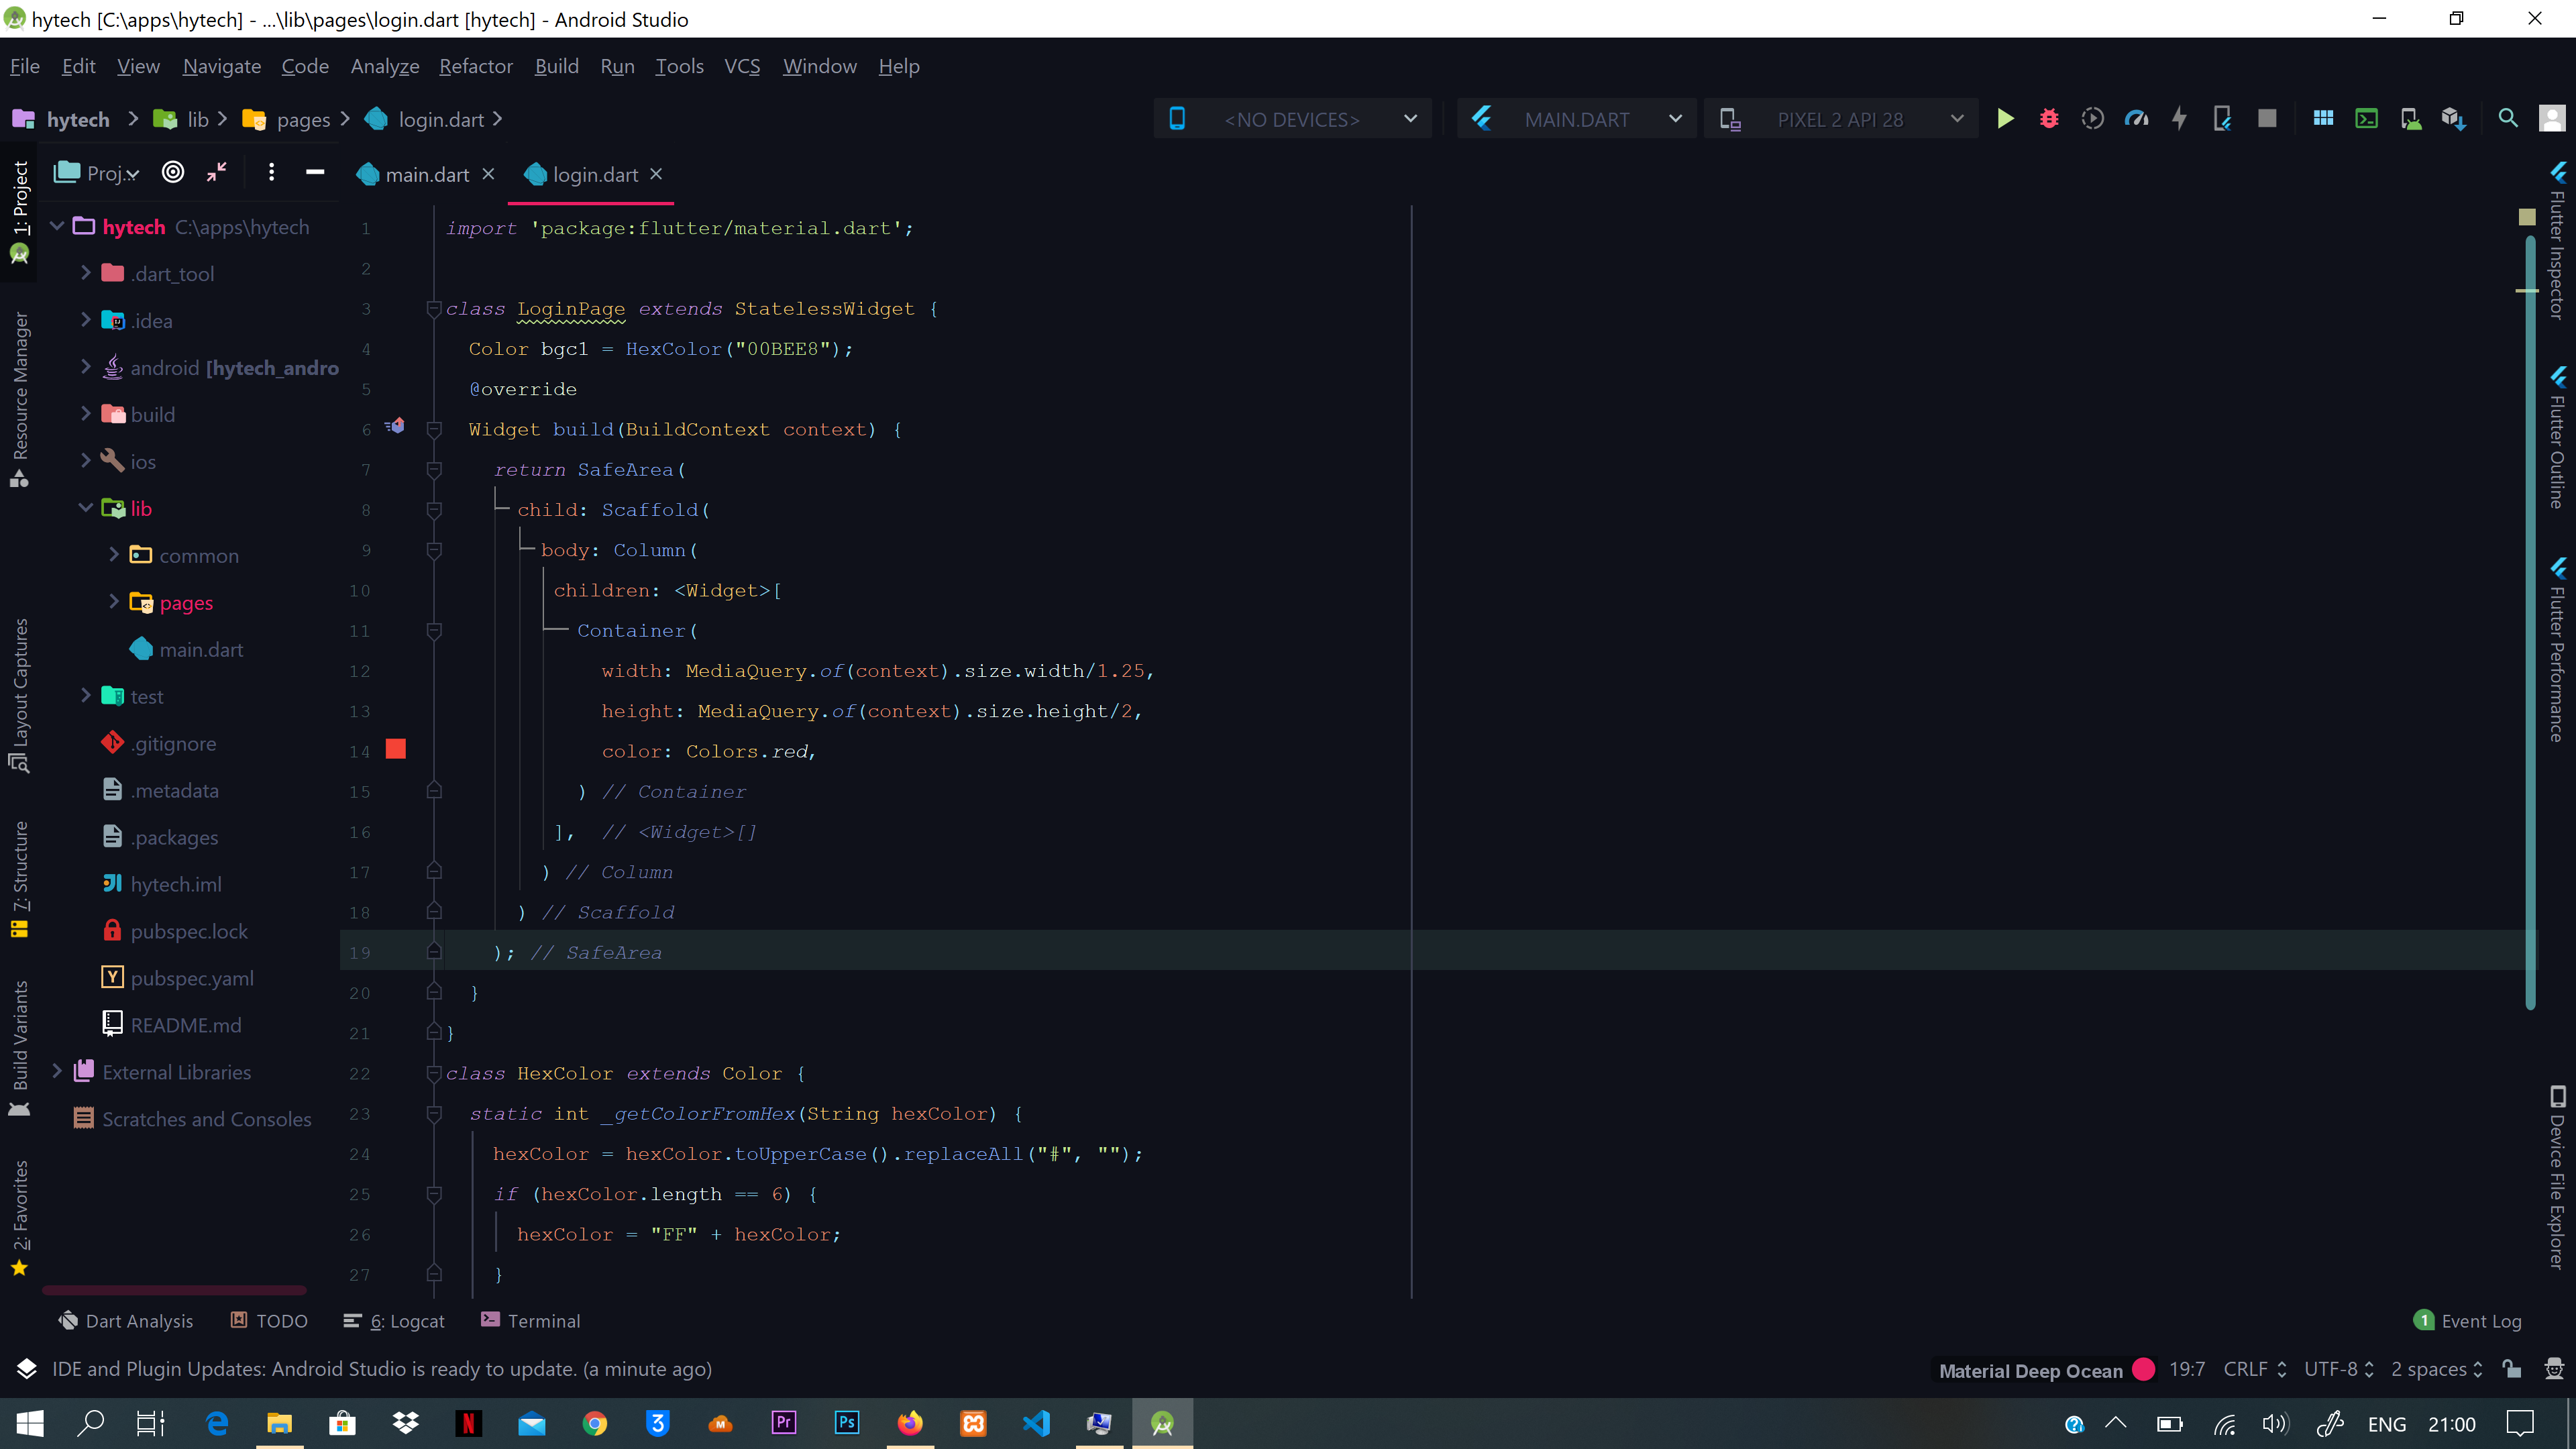 hytech [C:\apps\hytech] - ...\lib\pages\login.dart [hytech] - Android Studio
File Edit View Navigate Code Analyze Refactor Build Run Tools VCS Window Help
hytech lib pages login.dart <NO DEVICES> MAIN.DART PIXEL 2 API 28
Proj... main.dart login.dart
1: Project
Resource Manager
Layout Captures
7: Structure
Build Variants
2: Favorites
hytech C:\apps\hytech
.dart_tool
.idea
android [hytech_andro
build
ios
lib
common
pages
main.dart
test
.gitignore
.metadata
.packages
hytech.iml
pubspec.lock
pubspec.yaml
README.md
External Libraries
Scratches and Consoles
1 import 'package:flutter/material.dart';
2
3 class LoginPage extends StatelessWidget {
4 Color bgc1 = HexColor("00BEE8");
5 @override
6 Widget build(BuildContext context) {
7 return SafeArea(
8 child: Scaffold(
9 body: Column(
10 children: <Widget>[
11 Container(
12 width: MediaQuery.of(context).size.width/1.25,
13 height: MediaQuery.of(context).size.height/2,
14 color: Colors.red,
15 ) // Container
16 ], // <Widget>[]
17 ) // Column
18 ) // Scaffold
19 ); // SafeArea
20 }
21 }
22 class HexColor extends Color {
23 static int _getColorFromHex(String hexColor) {
24 hexColor = hexColor.toUpperCase().replaceAll("#", "");
25 if (hexColor.length == 6) {
26 hexColor = "FF" + hexColor;
27 }
Flutter Inspector
Flutter Outline
Flutter Performance
Device File Explorer
Dart Analysis TODO 6: Logcat Terminal 1 Event Log
IDE and Plugin Updates: Android Studio is ready to update. (a minute ago) Material Deep Ocean 19:7 CRLF UTF-8 2 spaces
N 3 M Pr Ps ENG 21:00